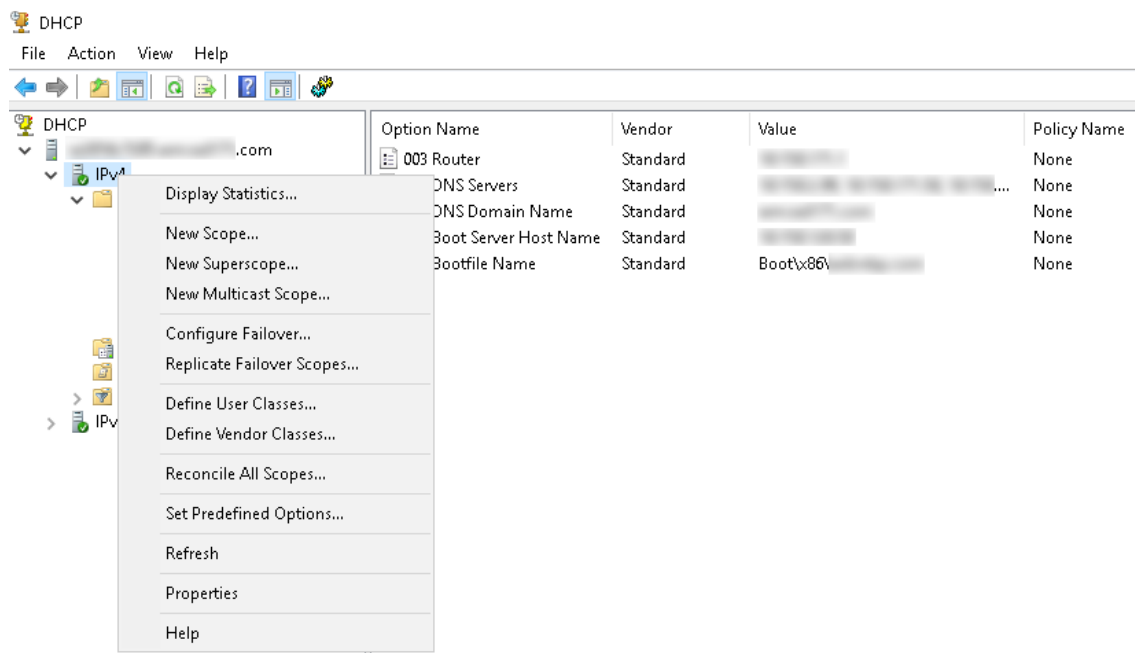 DHCP
File Action View Help
DHCP
.com
IPv4
IPv
Display Statistics...
New Scope...
New Superscope...
New Multicast Scope...
Configure Failover...
Replicate Failover Scopes...
Define User Classes...
Define Vendor Classes...
Reconcile All Scopes...
Set Predefined Options...
Refresh
Properties
Help
Option Name Vendor Value Policy Name
003 Router Standard None
DNS Servers Standard .... None
DNS Domain Name Standard None
Boot Server Host Name Standard None
Bootfile Name Standard Boot\x86\ None